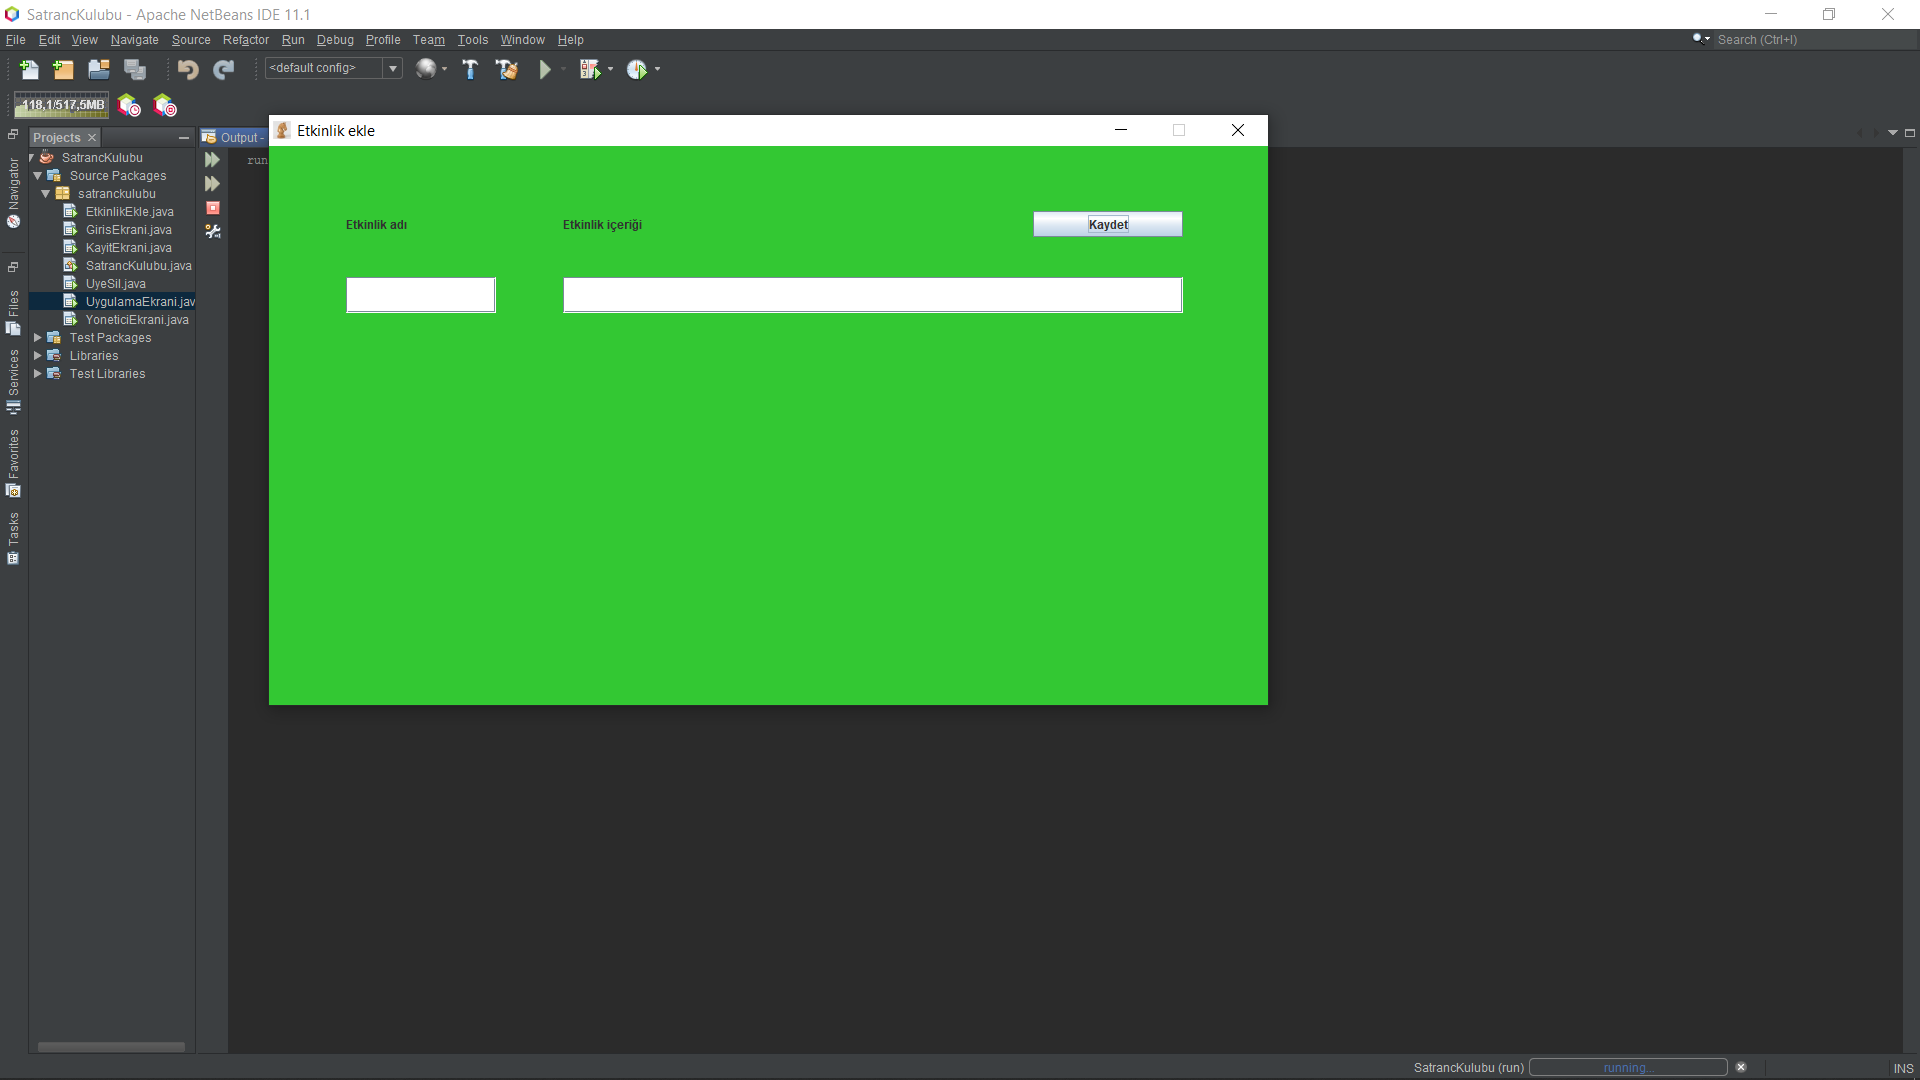 SatrancKulubu - Apache NetBeans IDE 11.1
File Edit View Navigate Source Refactor Run Debug Profile Team Tools Window Help
Search (Ctrl+I)
<default config>
118,1/517,5MB
Projects
Output -
Etkinlik ekle
Navigator
Files
Services
Favorites
Tasks
SatrancKulubu
Source Packages
satranckulubu
EtkinlikEkle.java
GirisEkrani.java
KayitEkrani.java
SatrancKulubu.java
UyeSil.java
UygulamaEkrani.jav
YoneticiEkrani.java
Test Packages
Libraries
Test Libraries
run
Etkinlik adı
Etkinlik içeriği
Kaydet
SatrancKulubu (run)
running...
INS